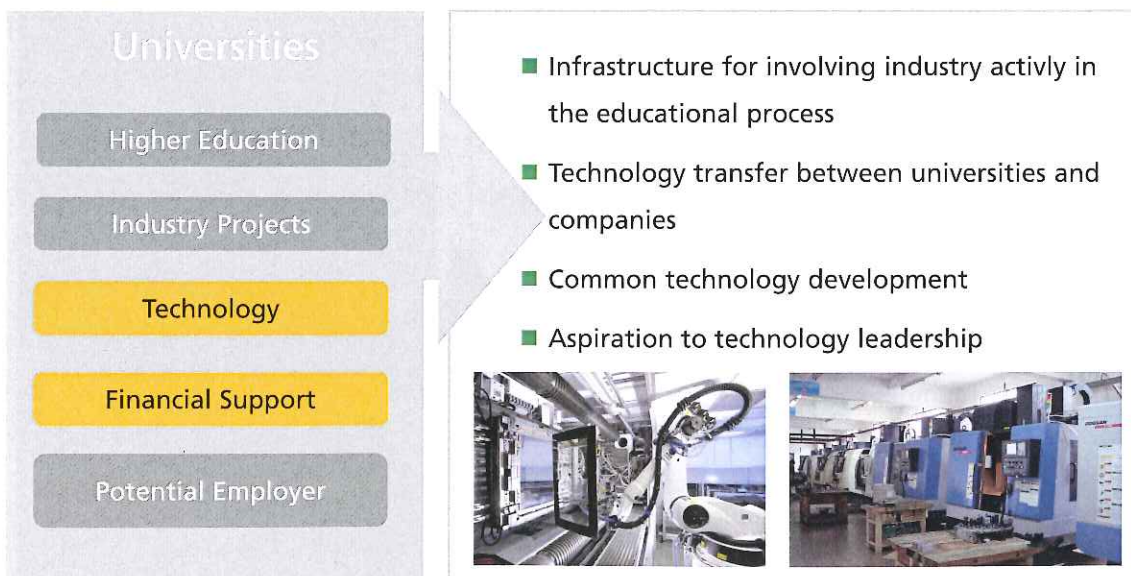 Universities
Higher Education
Industry Projects
Technology
Financial Support
Potential Employer
Infrastructure for involving industry activly in
the educational process
Technology transfer between universities and
companies
Common technology development
Aspiration to technology leadership